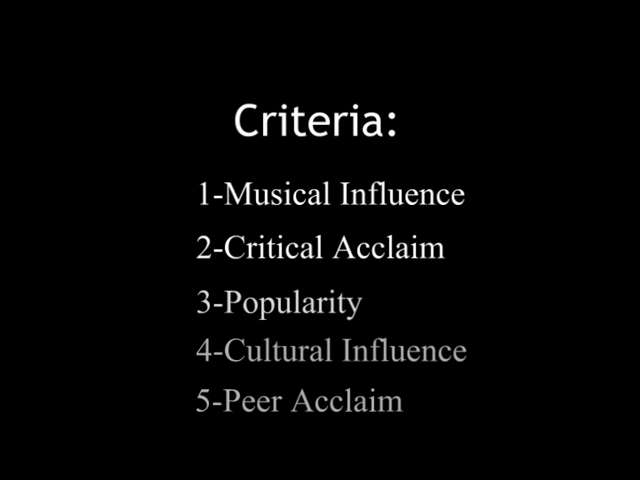 Criteria:
1-Musical Influence
2-Critical Acclaim
3-Popularity
4-Cultural Influence
5-Peer Acclaim